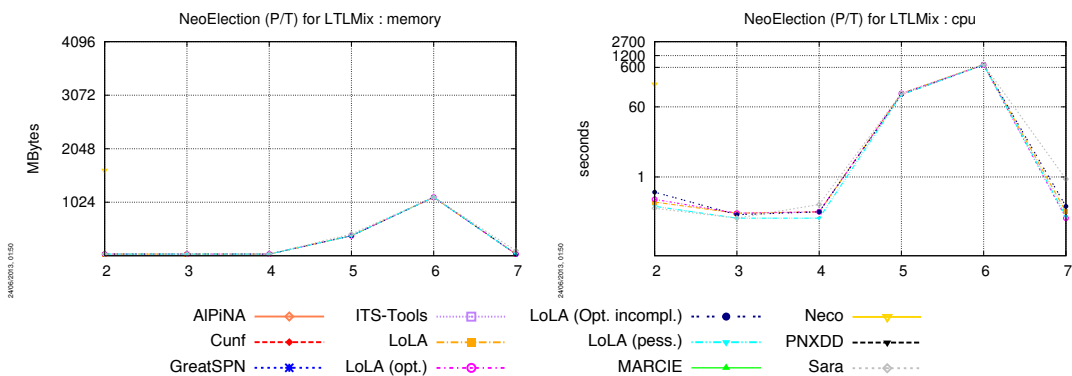 NeoElection (P/T) for LTLMix : memory
4096
3072
2048
1024
MBytes
2 3 4 5 6 7
24/06/2013, 01:50
NeoElection (P/T) for LTLMix : cpu
2700
1200
600
60
1
seconds
2 3 4 5 6 7
24/06/2013, 01:50
AlPiNA ITS-Tools LoLA (Opt. incompl.) Neco
Cunf LoLA LoLA (pess.) PNXDD
GreatSPN LoLA (opt.) MARCIE Sara